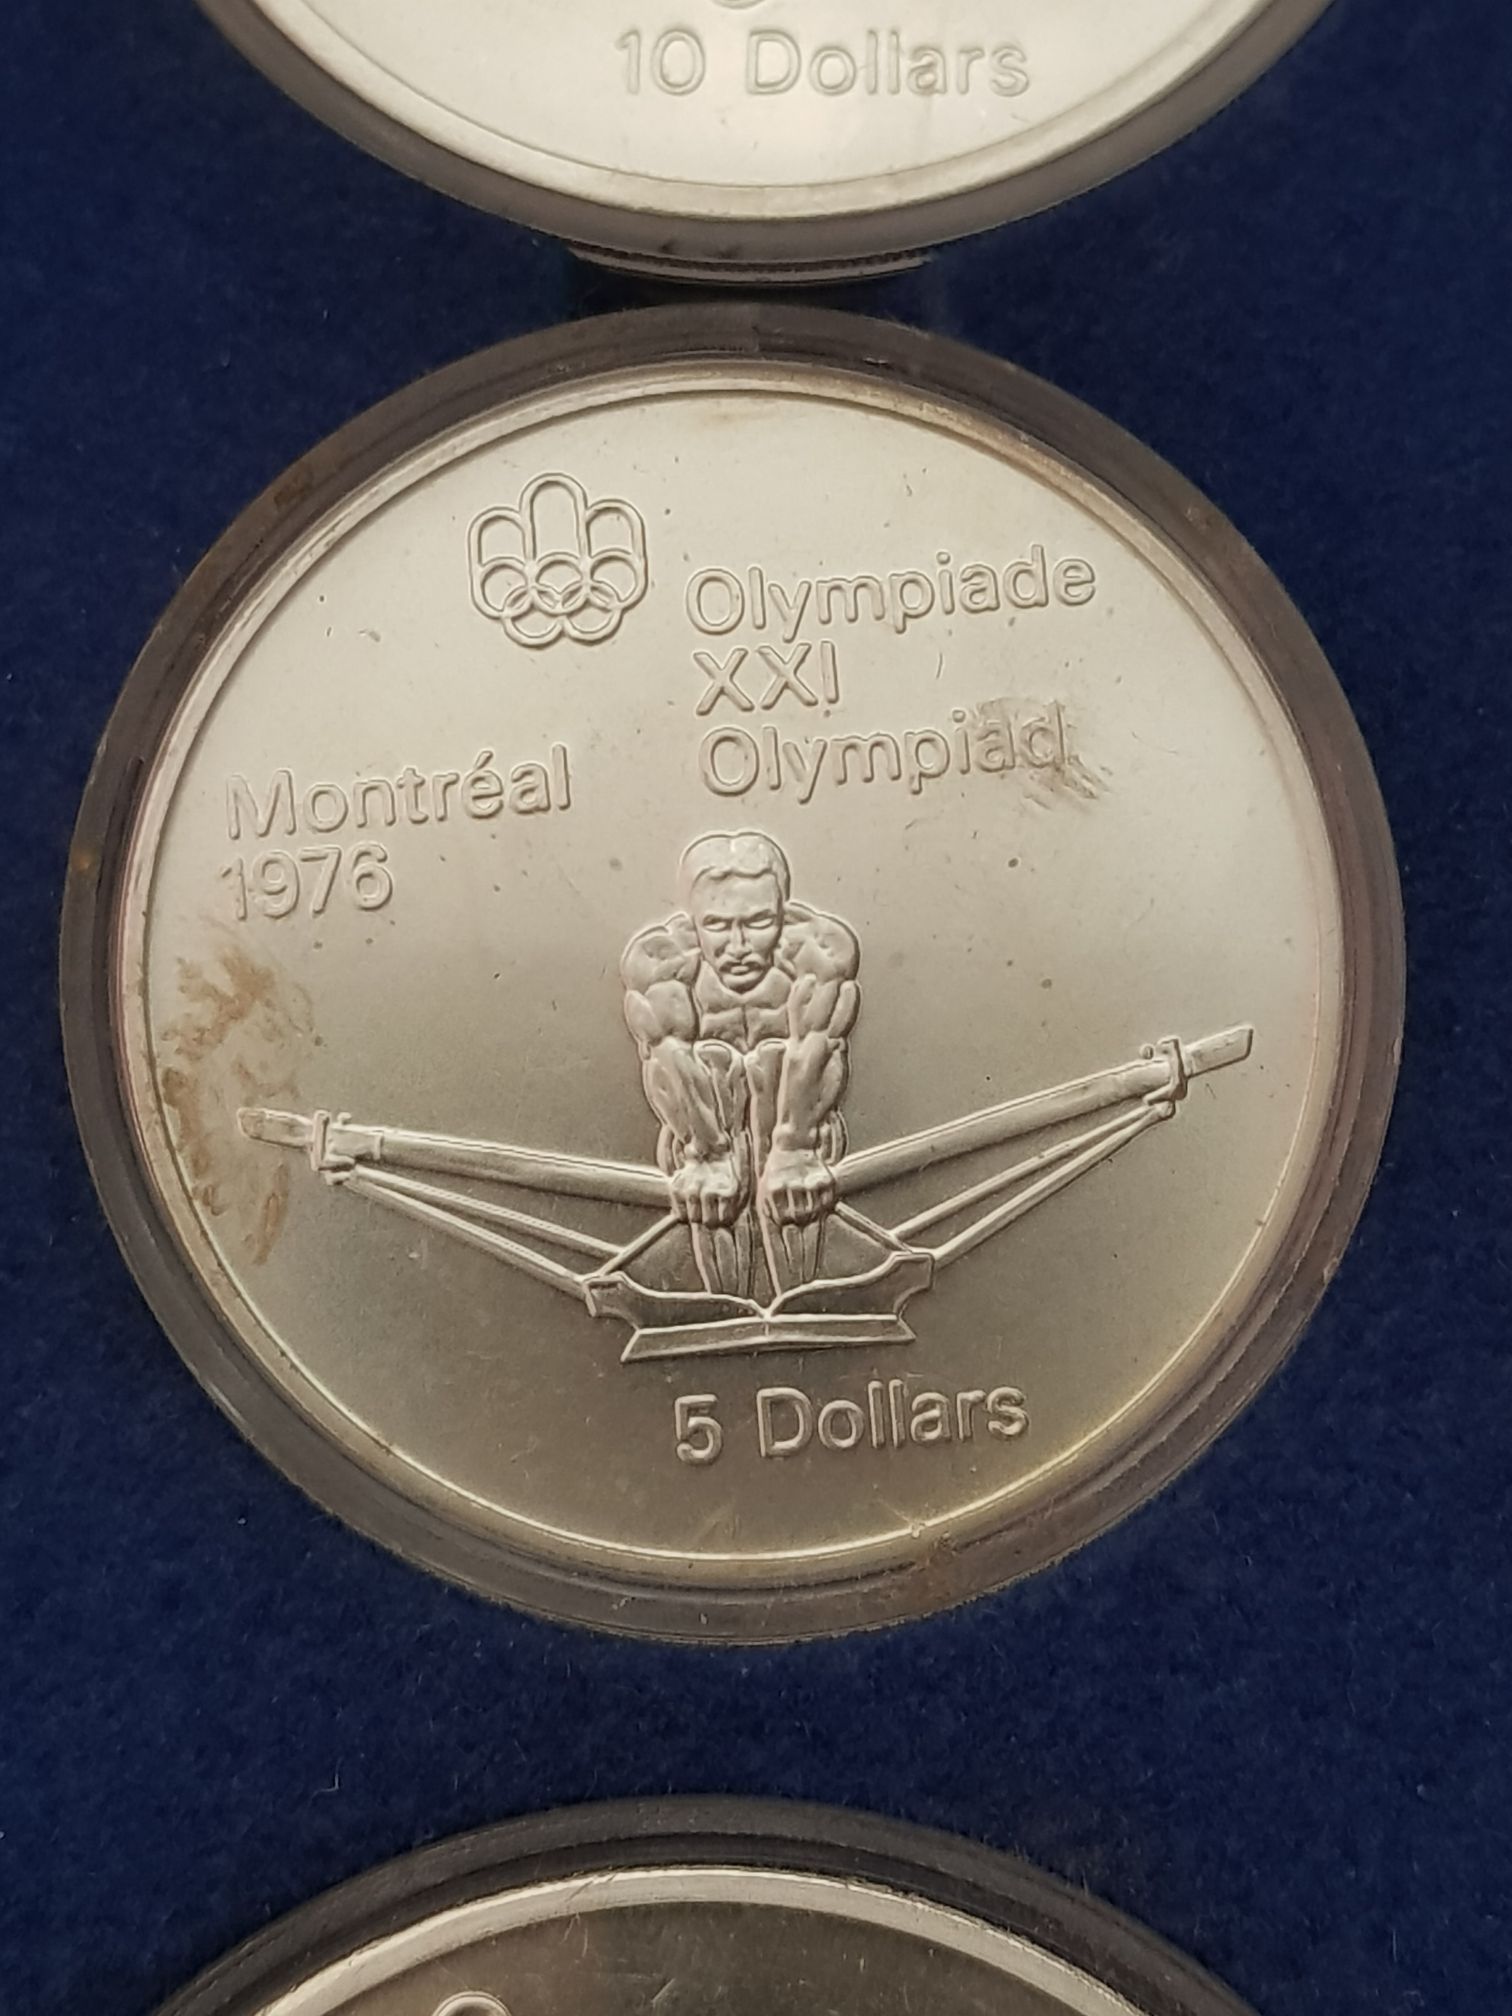 10 Dollars
Olympiade
XXI
Olympiad
Montréal
1976
5 Dollars